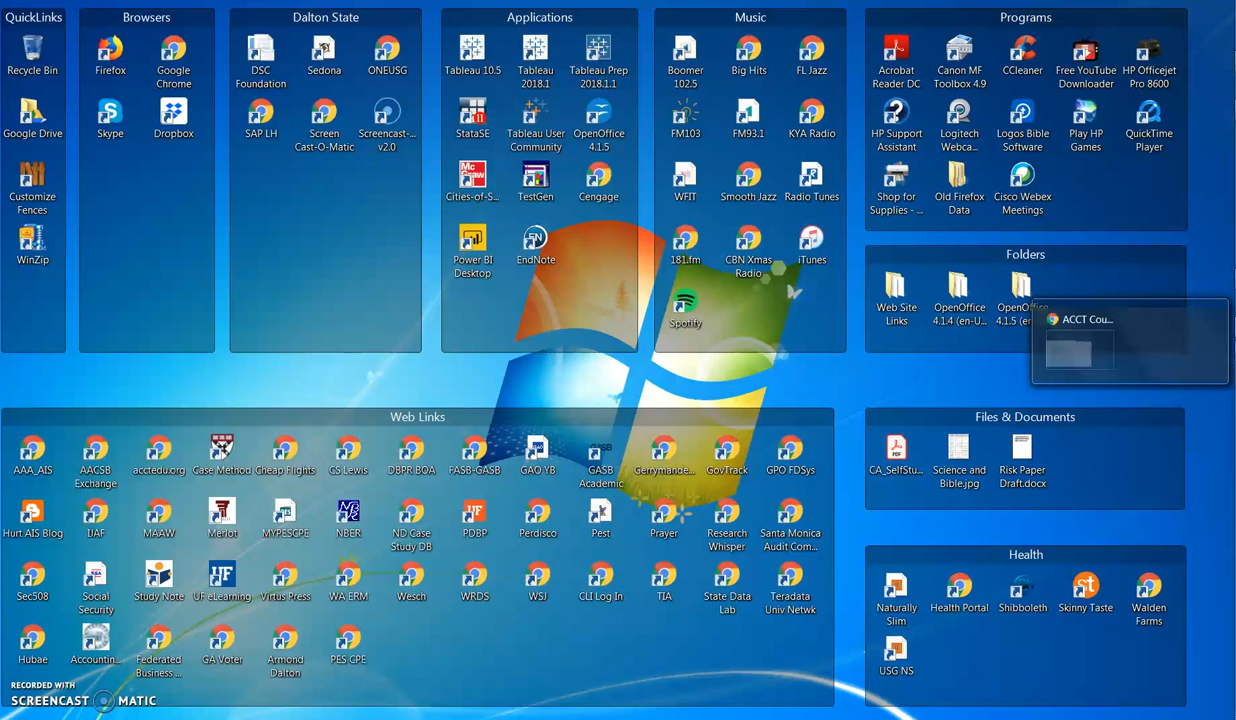 QuickLinks
Recycle Bin
Google Drive
Customize
Fences
WinZip
Browsers
Firefox
Google
Chrome
Skype
Dropbox
Dalton State
DSC
Foundation
Sedona
ONEUSG
SAP LH
Screen
Cast-O-Matic
Screencast-...
v2.0
Applications
Tableau 10.5
Tableau
2018.1
Tableau Prep
2018.1.1
StataSE
Tableau User
Community
OpenOffice
4.1.5
Mc
Graw
Cities-of-S...
TestGen
Cengage
Power BI
Desktop
EndNote
Music
Boomer
102.5
Big Hits
FL Jazz
FM103
FM93.1
KYA Radio
WFIT
Smooth Jazz
Radio Tunes
181.fm
CBN Xmas
Radio
iTunes
Spotify
Programs
Acrobat
Reader DC
Canon MF
Toolbox 4.9
CCleaner
Free YouTube
Downloader
HP Officejet
Pro 8600
HP Support
Assistant
Logitech
Webca...
Logos Bible
Software
Play HP
Games
QuickTime
Player
Shop for
Supplies - ...
Old Firefox
Data
Cisco Webex
Meetings
Folders
Web Site
Links
OpenOffice
4.1.4 (en-U...
4.1.5 (en
ACCT Cou...
Web Links
AAA_AIS
AACSB
Exchange
acctedu.org
Case Method
Cheap Flights
CS Lewis
DBPR BOA
FASB-GASB
GAO YB
GASB
GASB
Academic
Gerrymande...
GovTrack
GPO FDSys
Hurt AIS Blog
IJAF
MAAW
Merlot
MYPESCPE
NBER
ND Case
Study DB
PDBP
Perdisco
Pest
Prayer
Research
Whisper
Santa Monica
Audit Com...
Sec508
Social
Security
Study Note
UF eLearning
Virtus Press
WA ERM
Wesch
WRDS
WSJ
CLI Log In
TIA
State Data
Lab
Teradata
Univ Netwk
Hubae
Accountin...
Federated
Business ...
GA Voter
Armond
Dalton
PES CPE
Files & Documents
CA_SelfStu...
Science and
Bible.jpg
Risk Paper
Draft.docx
Health
Naturally
Slim
Health Portal
Shibboleth
Skinny Taste
Walden
Farms
USG NS
RECORDED WITH
SCREENCAST MATIC